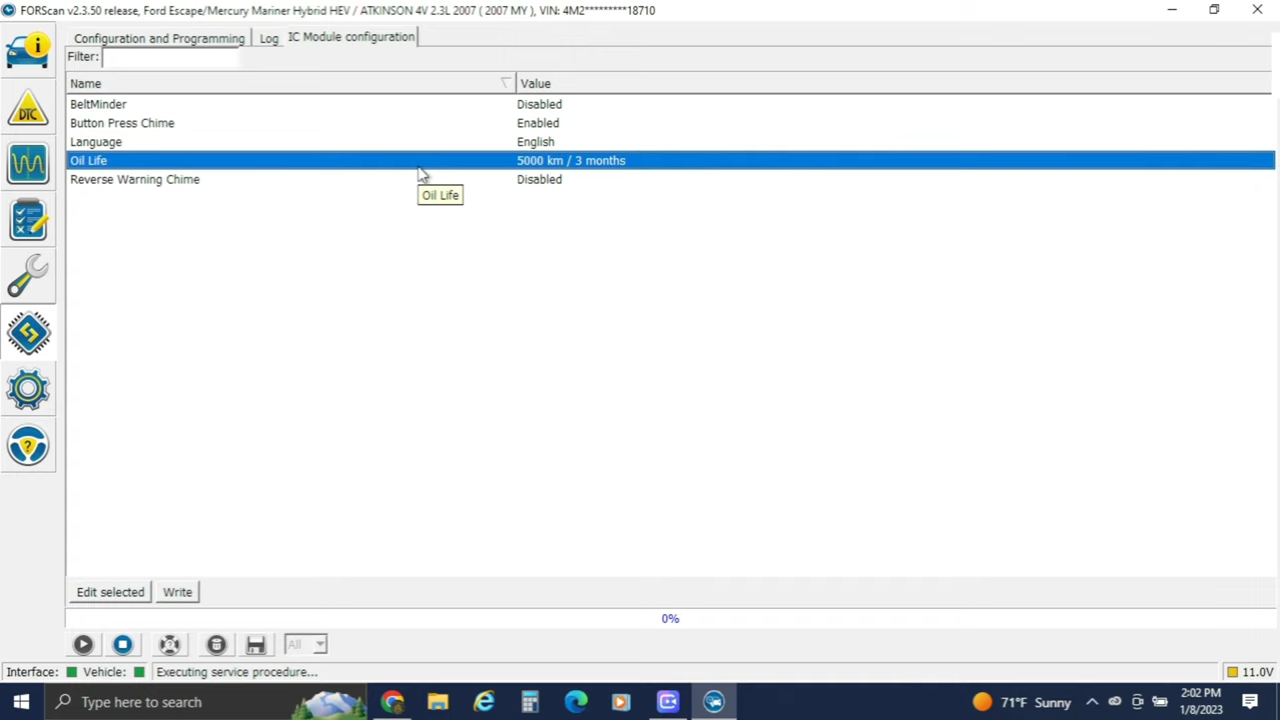 FORScan v2.3.50 release, Ford Escape/Mercury Mariner Hybrid HEV / ATKINSON 4V 2.3L 2007 ( 2007 MY ), VIN: 4M2*********18710
Configuration and Programming Log IC Module configuration
Filter:
Name Value
BeltMinder Disabled
Button Press Chime Enabled
Language English
Oil Life 5000 km / 3 months
Oil Life
Reverse Warning Chime Disabled
DTC
Edit selected Write
0%
All
Interface: Vehicle: Executing service procedure... 11.0V
Type here to search 71°F Sunny 2:02 PM
1/8/2023